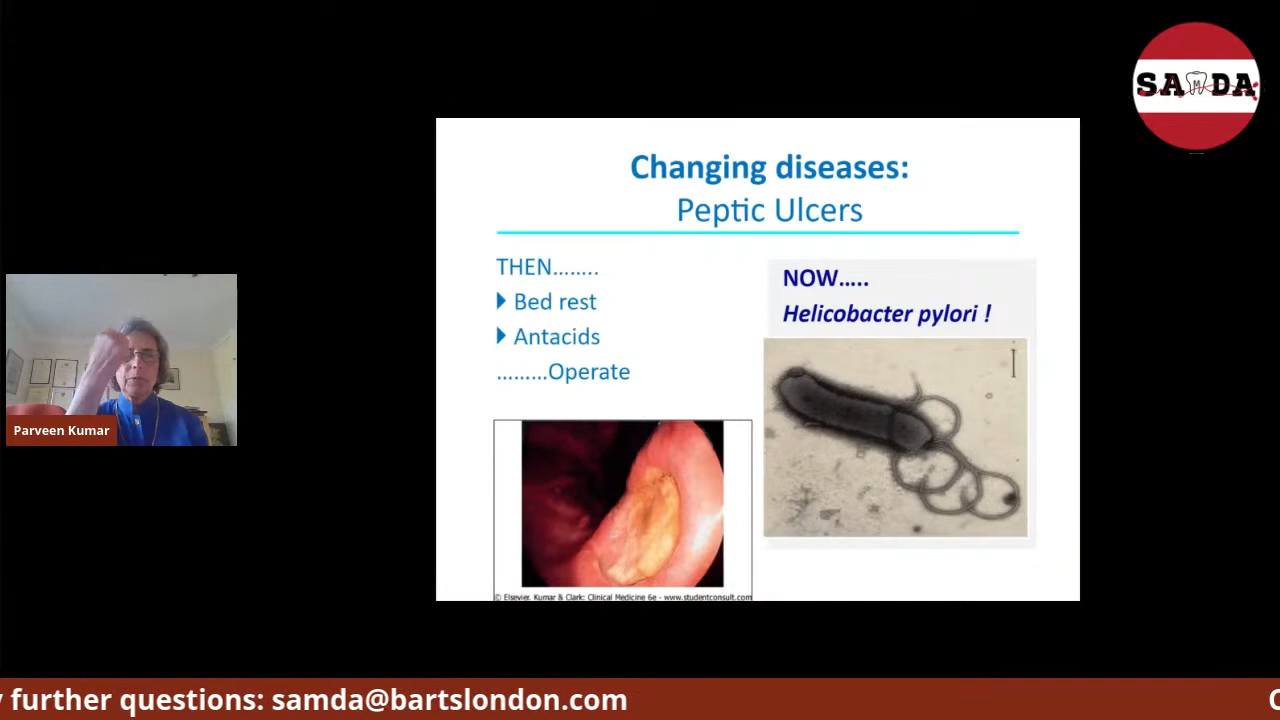 SAMDA
Changing diseases:
Peptic Ulcers
THEN........
Bed rest
Antacids
.........Operate
NOW.....
Helicobacter pylori !
© Elsevier. Kumar & Clark: Clinical Medicine 6e - www.studentconsult.com
Parveen Kumar
further questions: samda@bartslondon.com